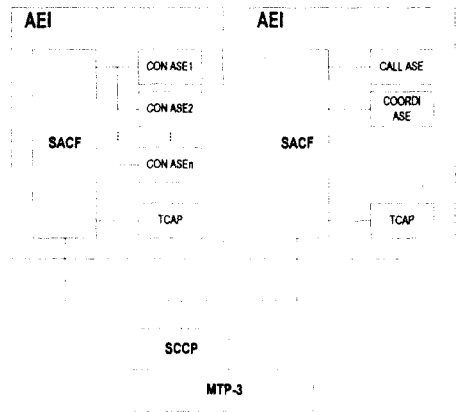 AEI
SACF
CON ASE1
CON ASE2
CON ASEn
TCAP
AEI
SACF
CALL ASE
COORDI
ASE
TCAP
SCCP
MTP-3